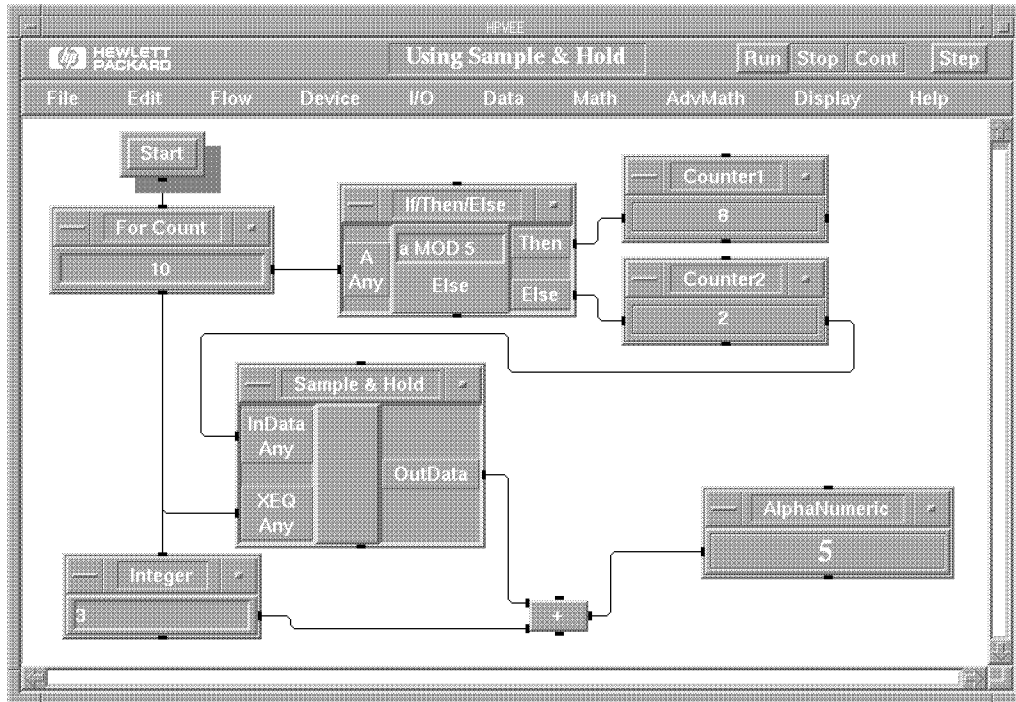 HPVEE
hp HEWLETT PACKARD
Using Sample & Hold
Run Stop Cont Step
File Edit Flow Device I/O Data Math AdvMath Display Help
Start
For Count
10
If/Then/Else
A
Any
a MOD 5
Else
Then
Else
Counter1
8
Counter2
2
Sample & Hold
InData
Any
XEQ
Any
OutData
AlphaNumeric
5
Integer
3
+